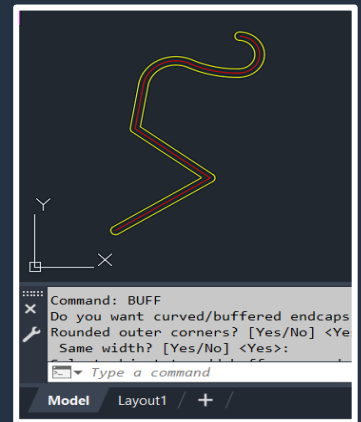 Y
X
Command: BUFF
Do you want curved/buffered endcaps
Rounded outer corners? [Yes/No] <Ye
Same width? [Yes/No] <Yes>:
Type a command
Model Layout1 / + /